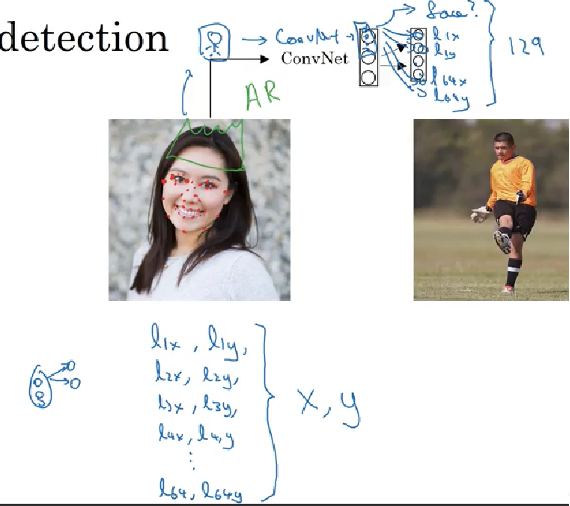 detection
→ ConvNet → Face?
ConvNet
l1x
l1y
l64x
l64y
129
AR
l1x, l1y,
l2x, l2y,
l3x, l3y,
l4x, l4,y
⋮
l64, l64y
x, y